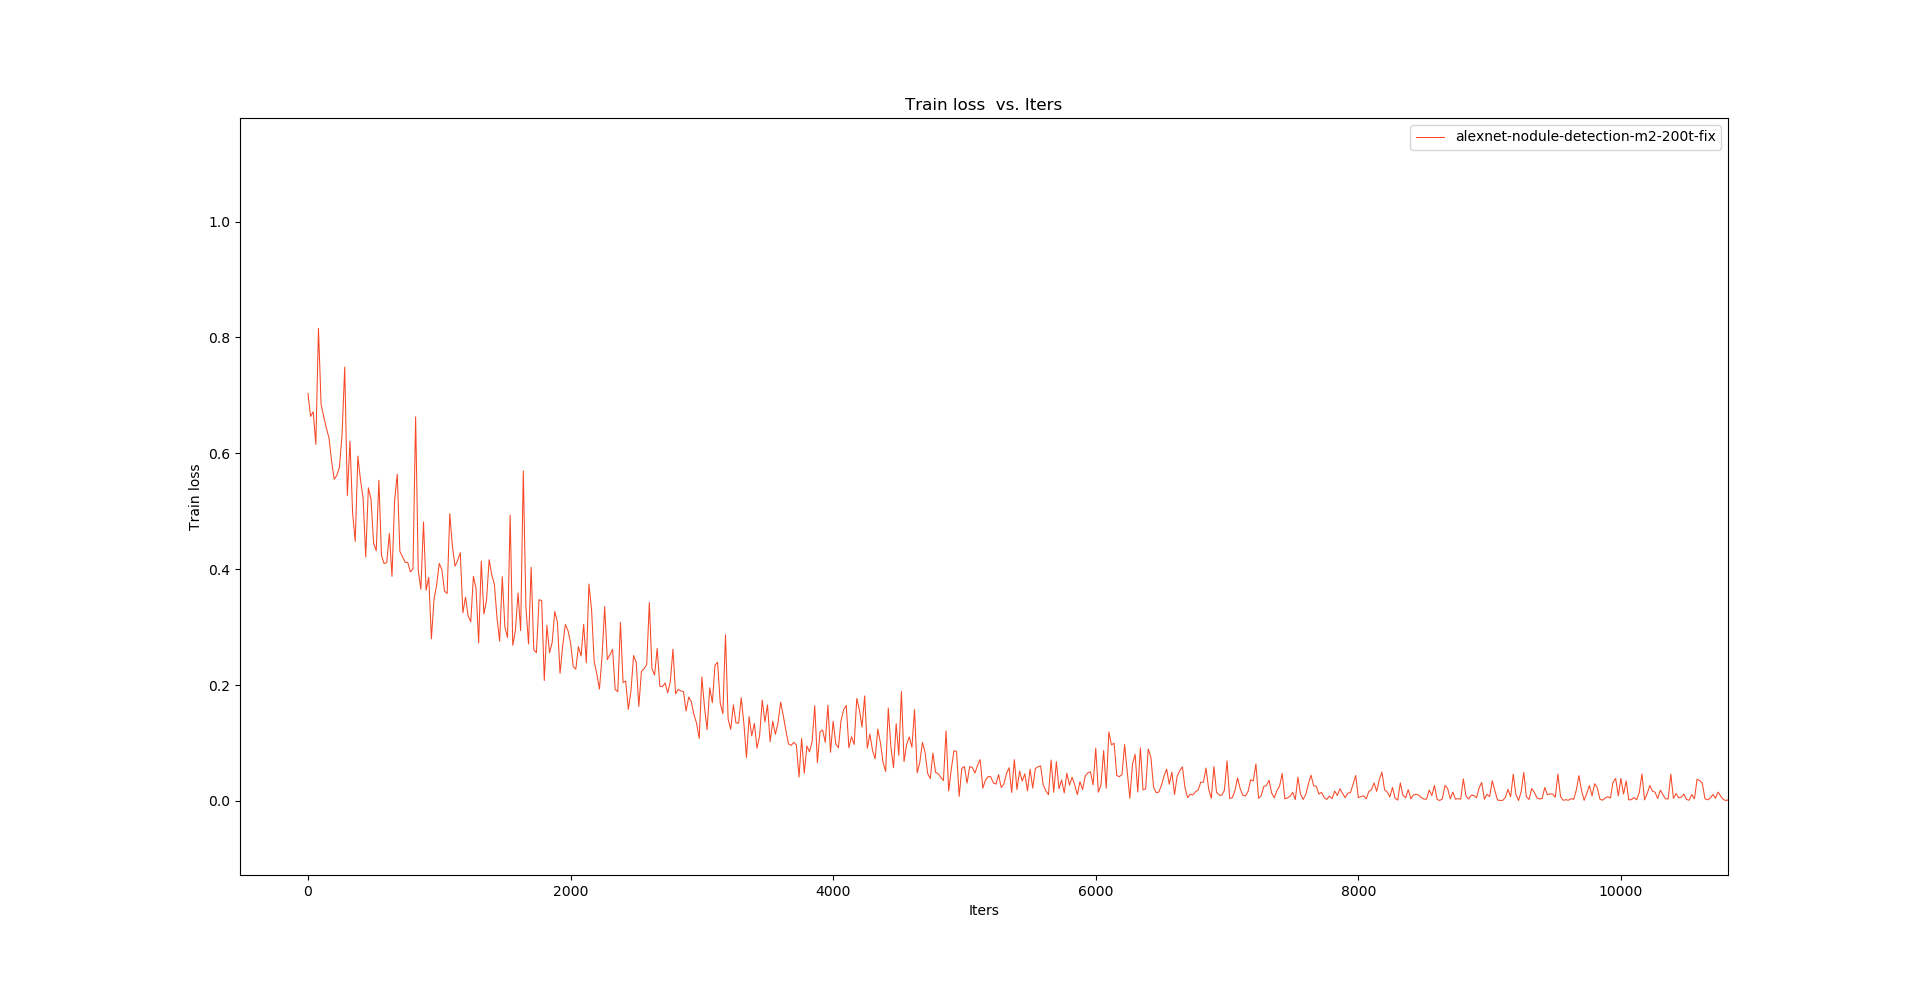 Train loss  vs. Iters
alexnet-nodule-detection-m2-200t-fix
1.0
0.8
0.6
0.4
0.2
0.0
Train loss
0 2000 4000 6000 8000 10000
Iters